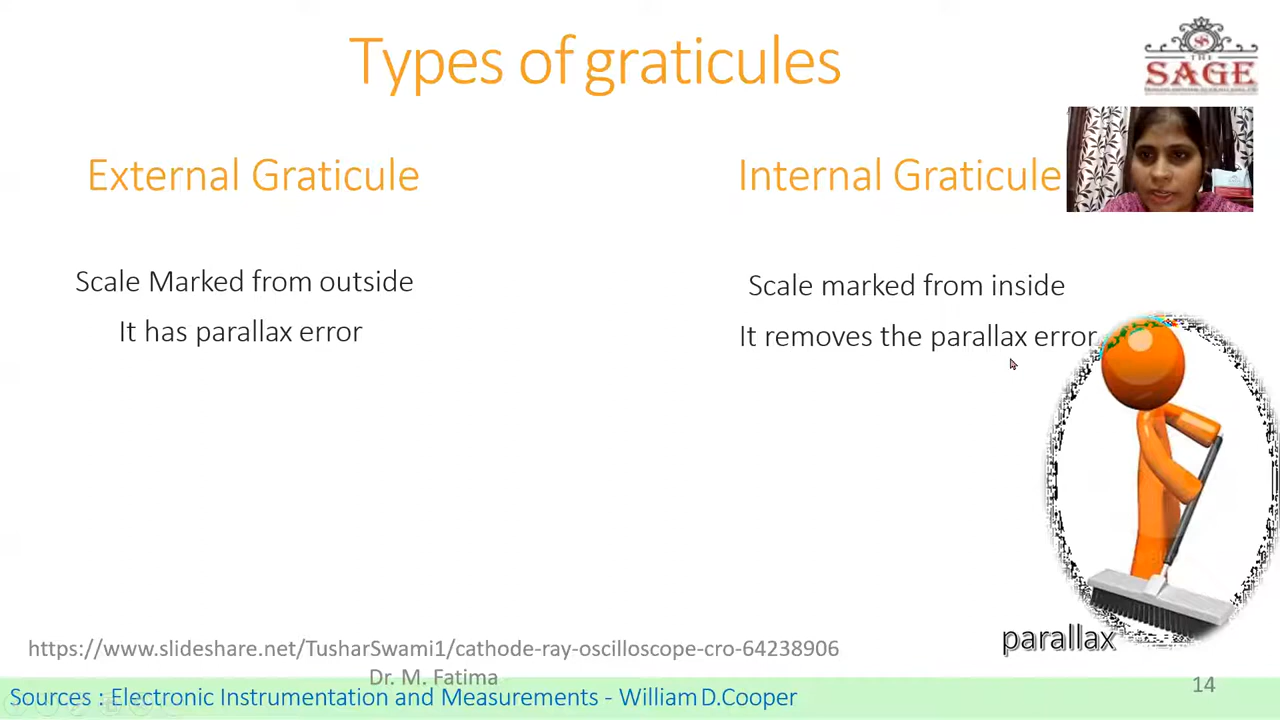 Types of graticules
THE
SAGE
External Graticule
Internal Graticule
Scale Marked from outside
It has parallax error
Scale marked from inside
It removes the parallax error
parallax
https://www.slideshare.net/TusharSwami1/cathode-ray-oscilloscope-cro-64238906
Dr. M. Fatima
Sources : Electronic Instrumentation and Measurements - William D.Cooper
14